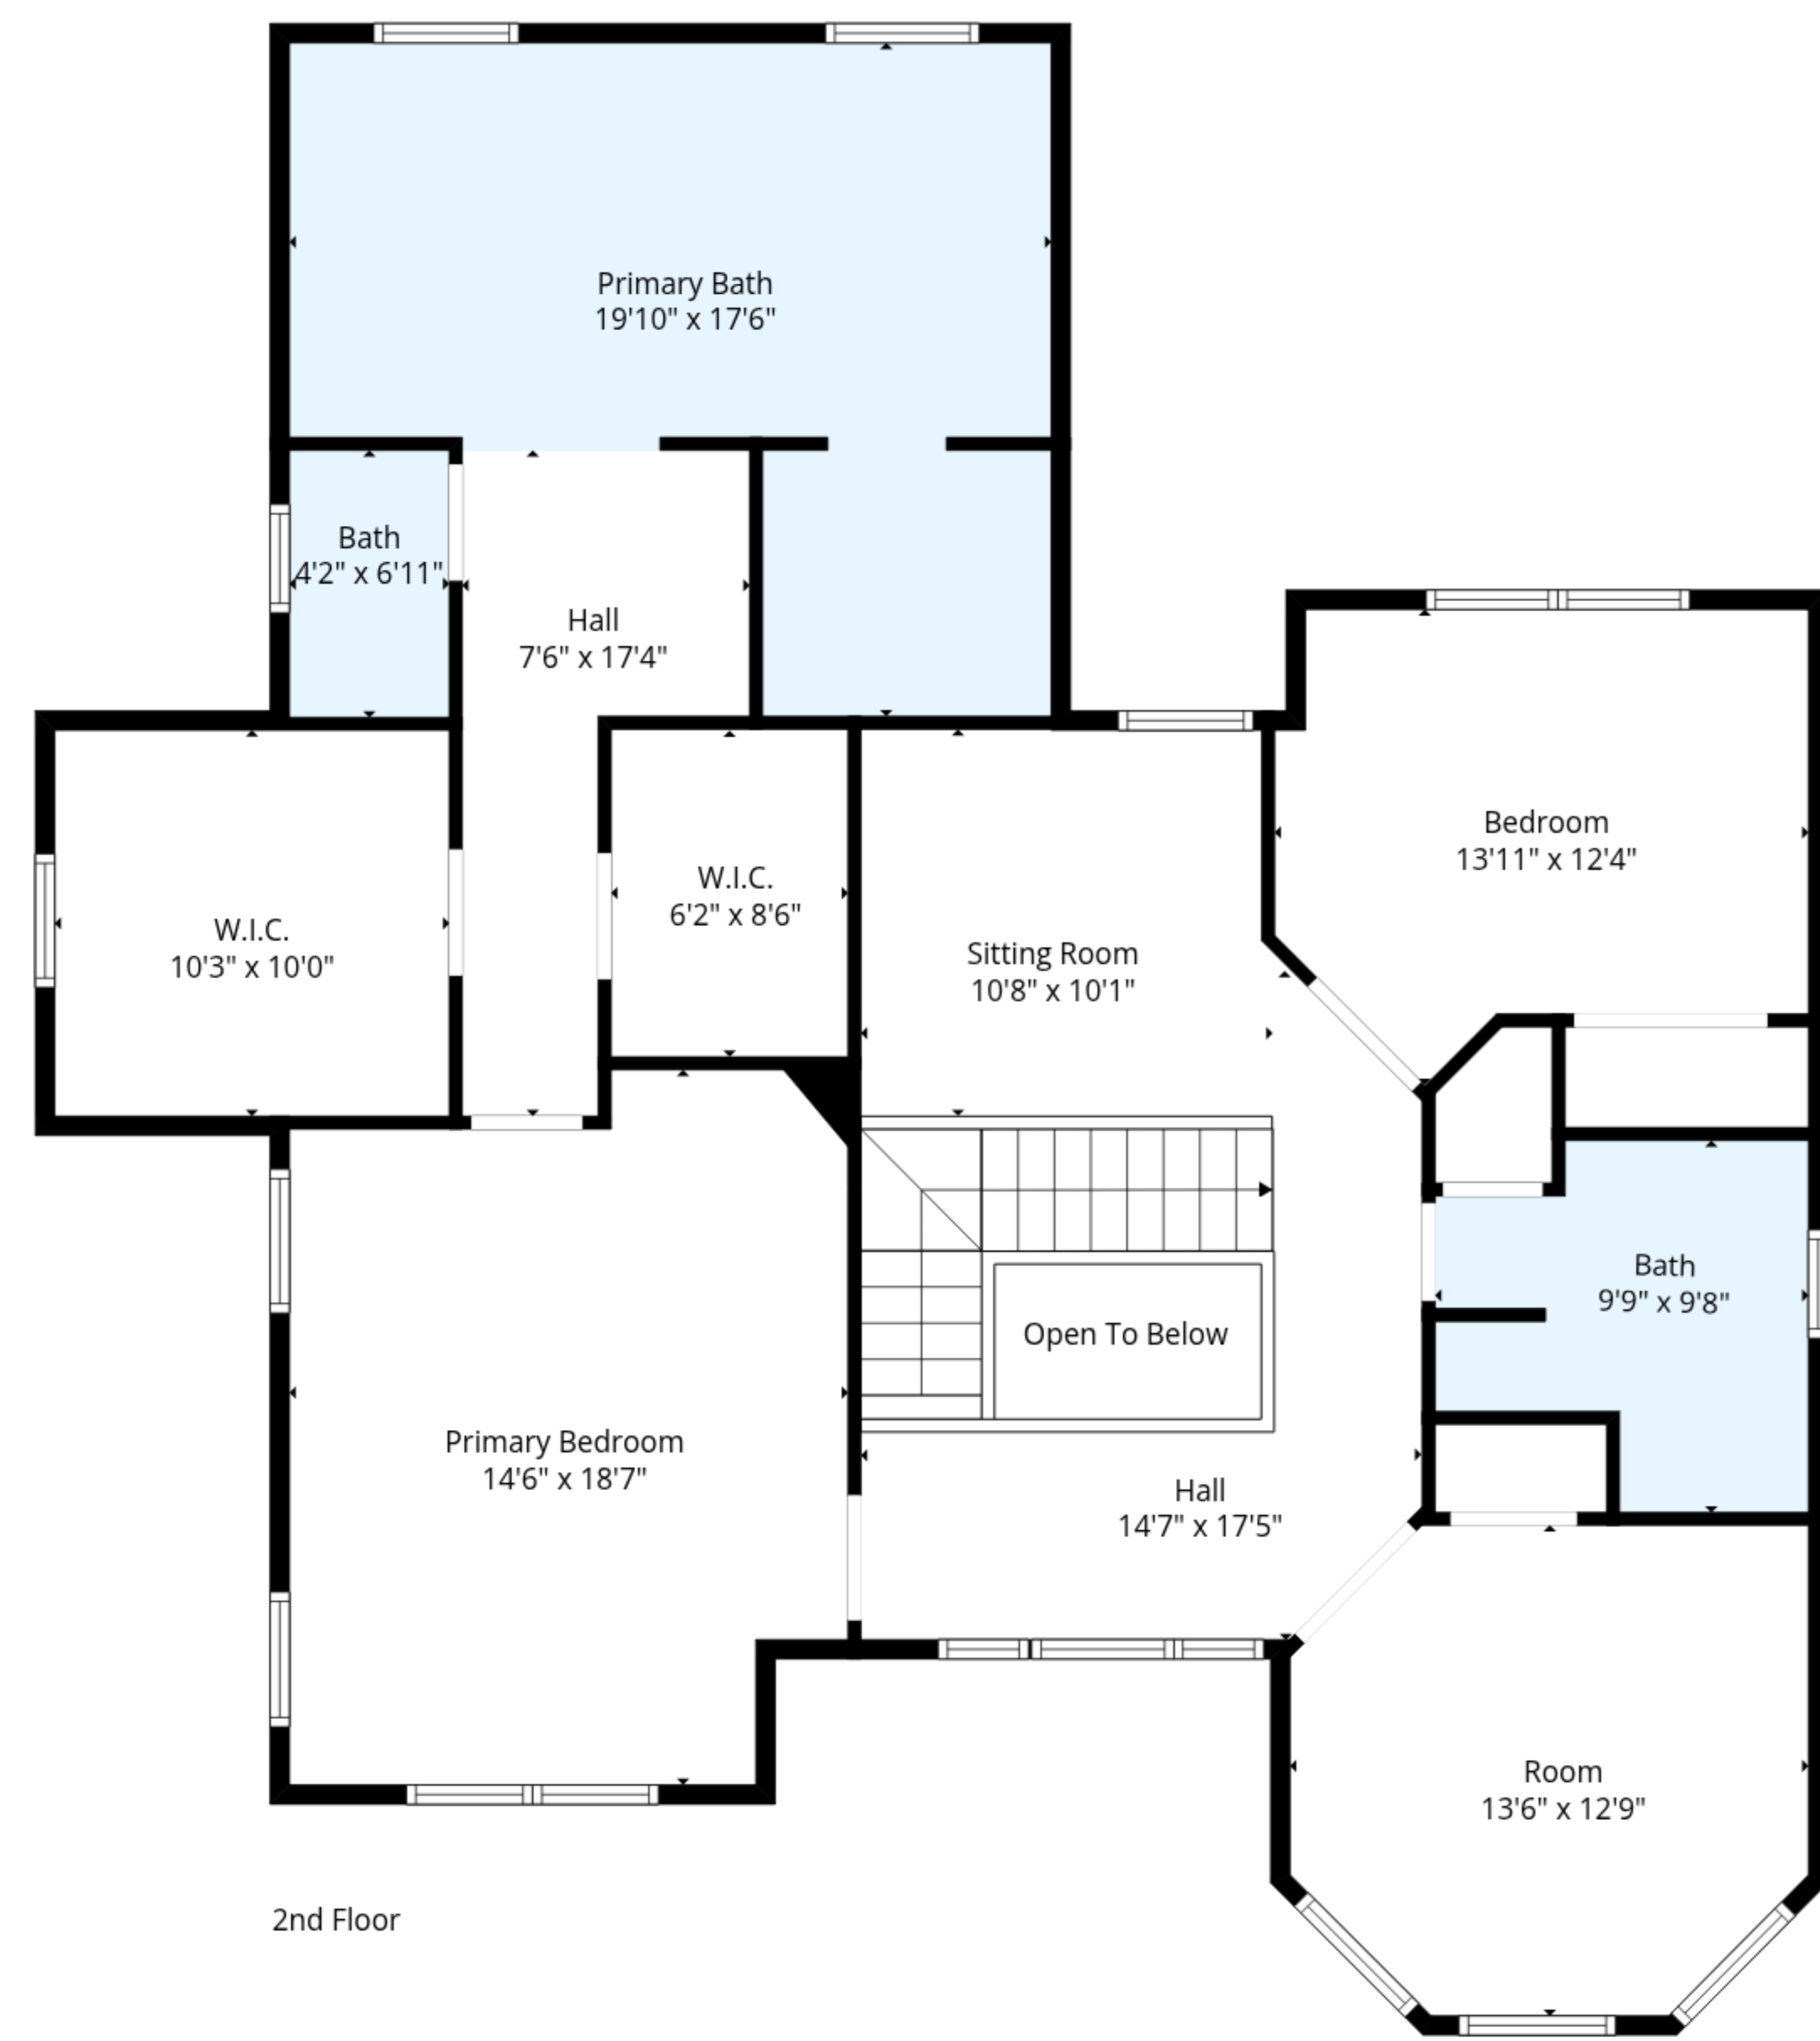 Primary Bath
19'10" x 17'6"
Bath
4'2" x 6'11"
Hall
7'6" x 17'4"
Bedroom
13'11" x 12'4"
W.I.C.
6'2" x 8'6"
W.I.C.
10'3" x 10'0"
Sitting Room
10'8" x 10'1"
Bath
9'9" x 9'8"
Open To Below
Primary Bedroom
14'6" x 18'7"
Hall
14'7" x 17'5"
Room
13'6" x 12'9"
2nd Floor